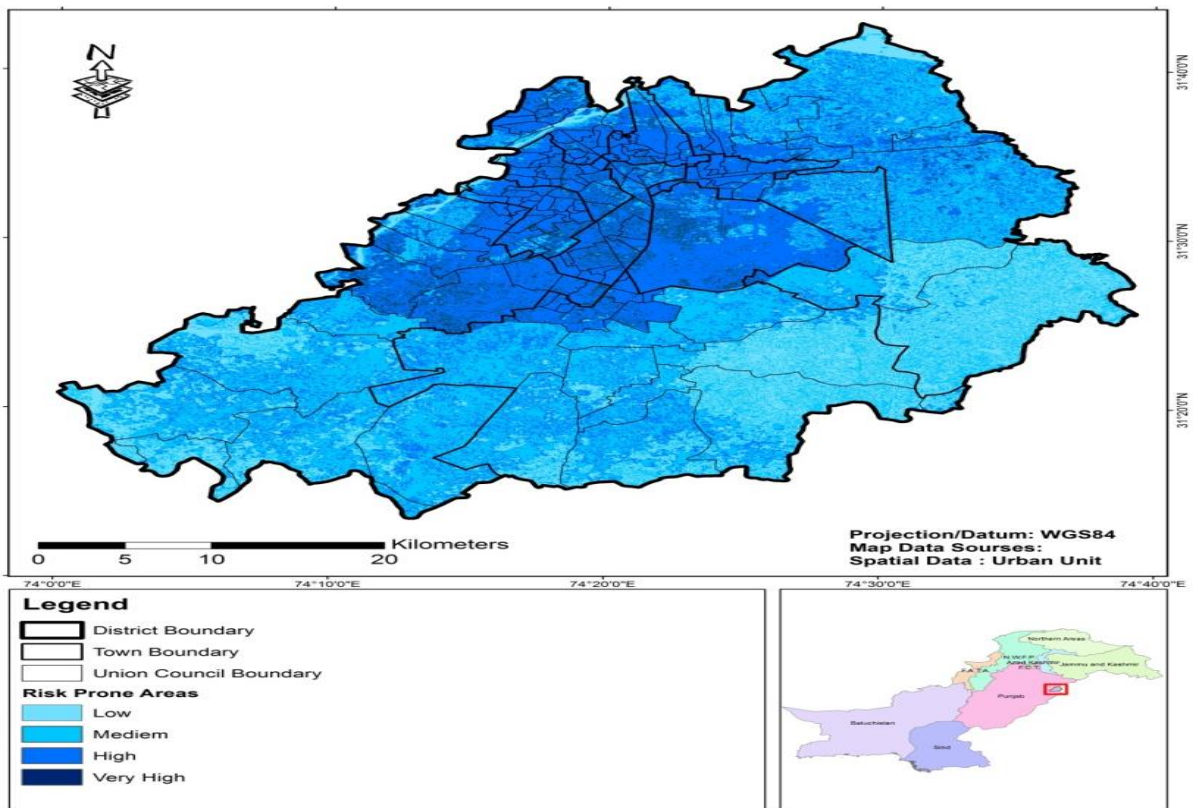 N
31°40'0"N
31°30'0"N
31°20'0"N
Kilometers
0 5 10 20
Projection/Datum: WGS84
Map Data Sourses:
Spatial Data : Urban Unit
74°0'0"E 74°10'0"E 74°20'0"E 74°30'0"E 74°40'0"E
Legend
District Boundary
Town Boundary
Union Council Boundary
Risk Prone Areas
Low
Mediem
High
Very High
Northern Areas
N.W.F.P.
Azad Kashmir
F.C.T.
Jammu and Kashmir
F.A.T.A.
Punjab
Baluchistan
Sind